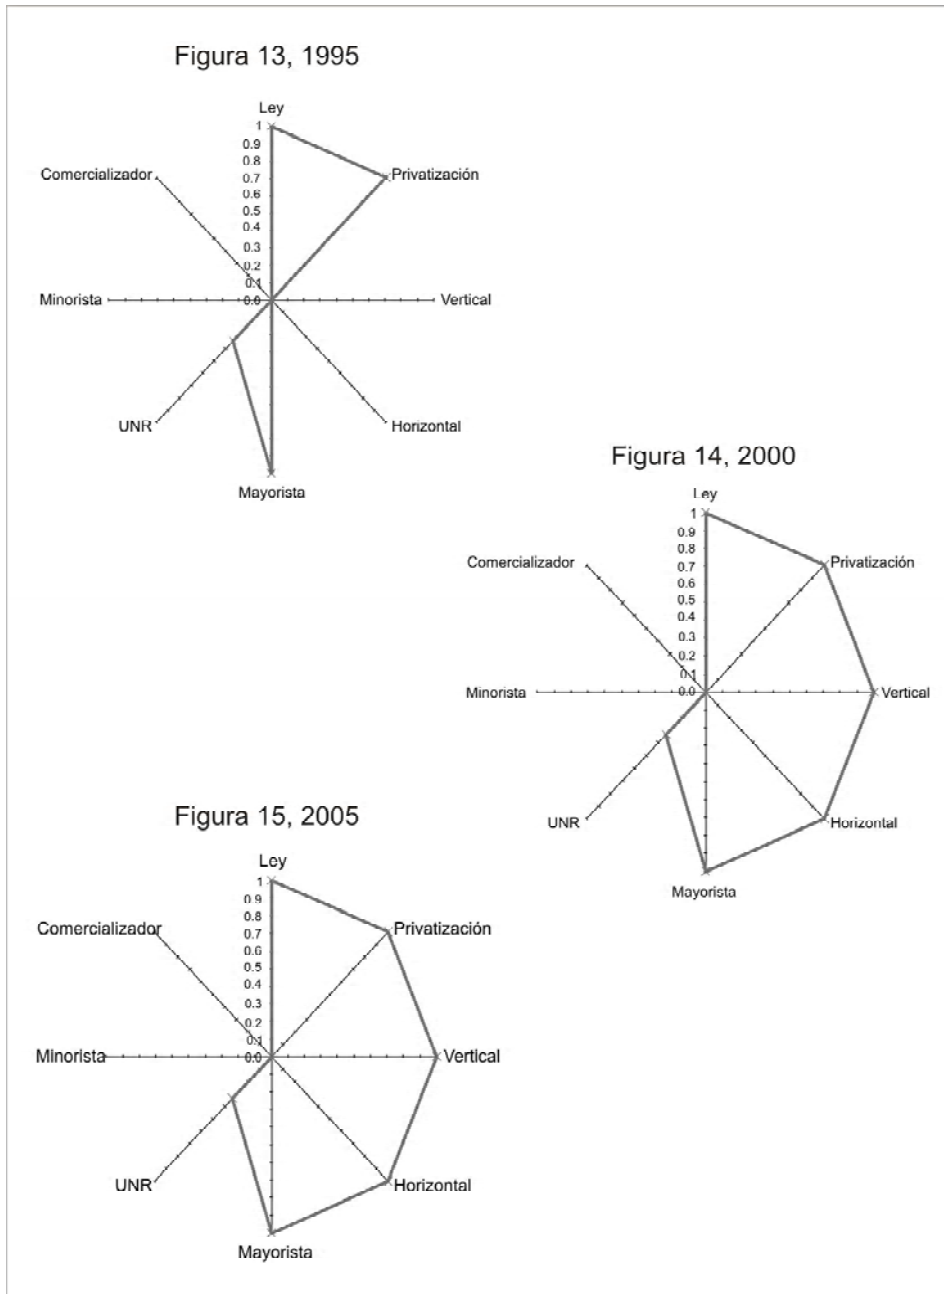 Figura 13, 1995
Ley
1
0.9
0.8
0.7
0.6
0.5
0.4
0.3
0.2
0.1
0.0
Comercializador
Privatización
Minorista
Vertical
UNR
Horizontal
Mayorista
Figura 14, 2000
Ley
1
0.9
0.8
0.7
0.6
0.5
0.4
0.3
0.2
0.1
0.0
Comercializador
Privatización
Minorista
Vertical
UNR
Horizontal
Mayorista
Figura 15, 2005
Ley
1
0.9
0.8
0.7
0.6
0.5
0.4
0.3
0.2
0.1
0.0
Comercializador
Privatización
Minorista
Vertical
UNR
Horizontal
Mayorista